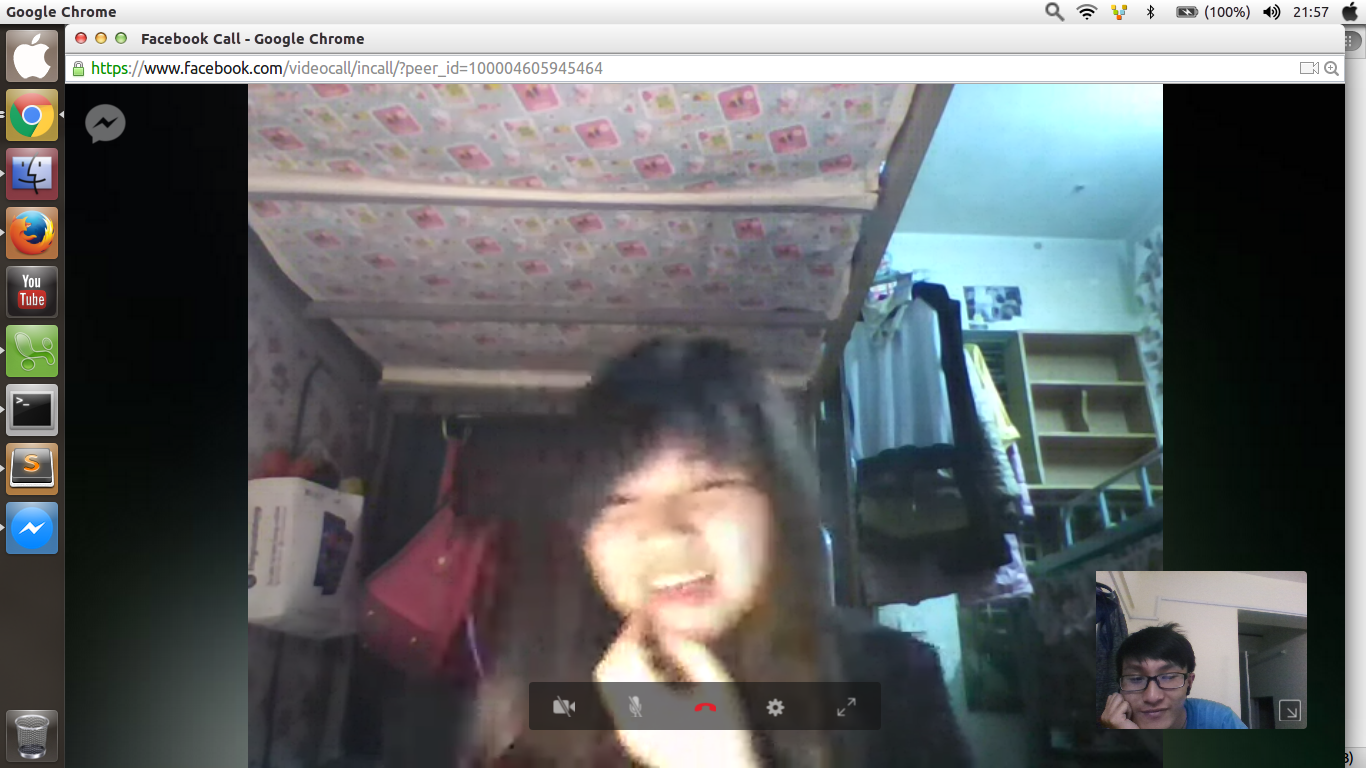 Google Chrome
(100%)
21:57
Facebook Call - Google Chrome
https://www.facebook.com/videocall/incall/?peer_id=100004605945464
You
Tube
>_
S
3)